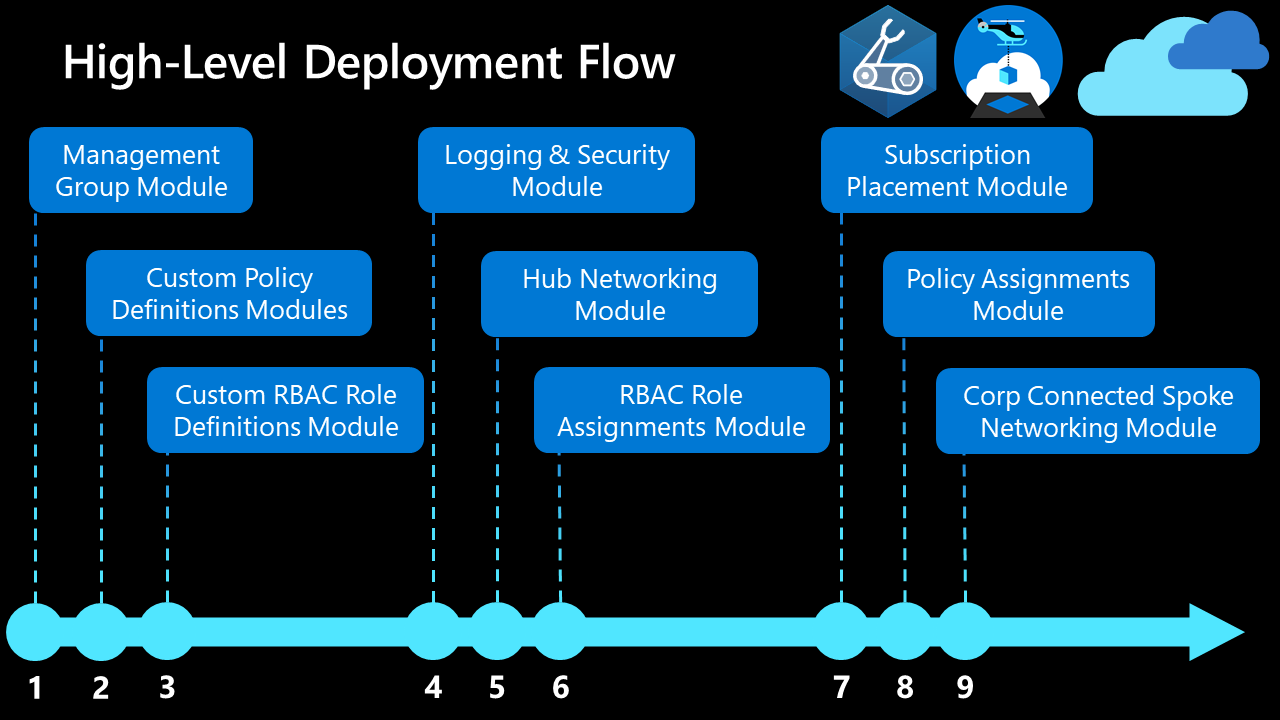 High-Level Deployment Flow
Management
Group Module
Custom Policy
Definitions Modules
Custom RBAC Role
Definitions Module
Logging & Security
Module
Hub Networking
Module
RBAC Role
Assignments Module
Subscription
Placement Module
Policy Assignments
Module
Corp Connected Spoke
Networking Module
1 2 3 4 5 6 7 8 9